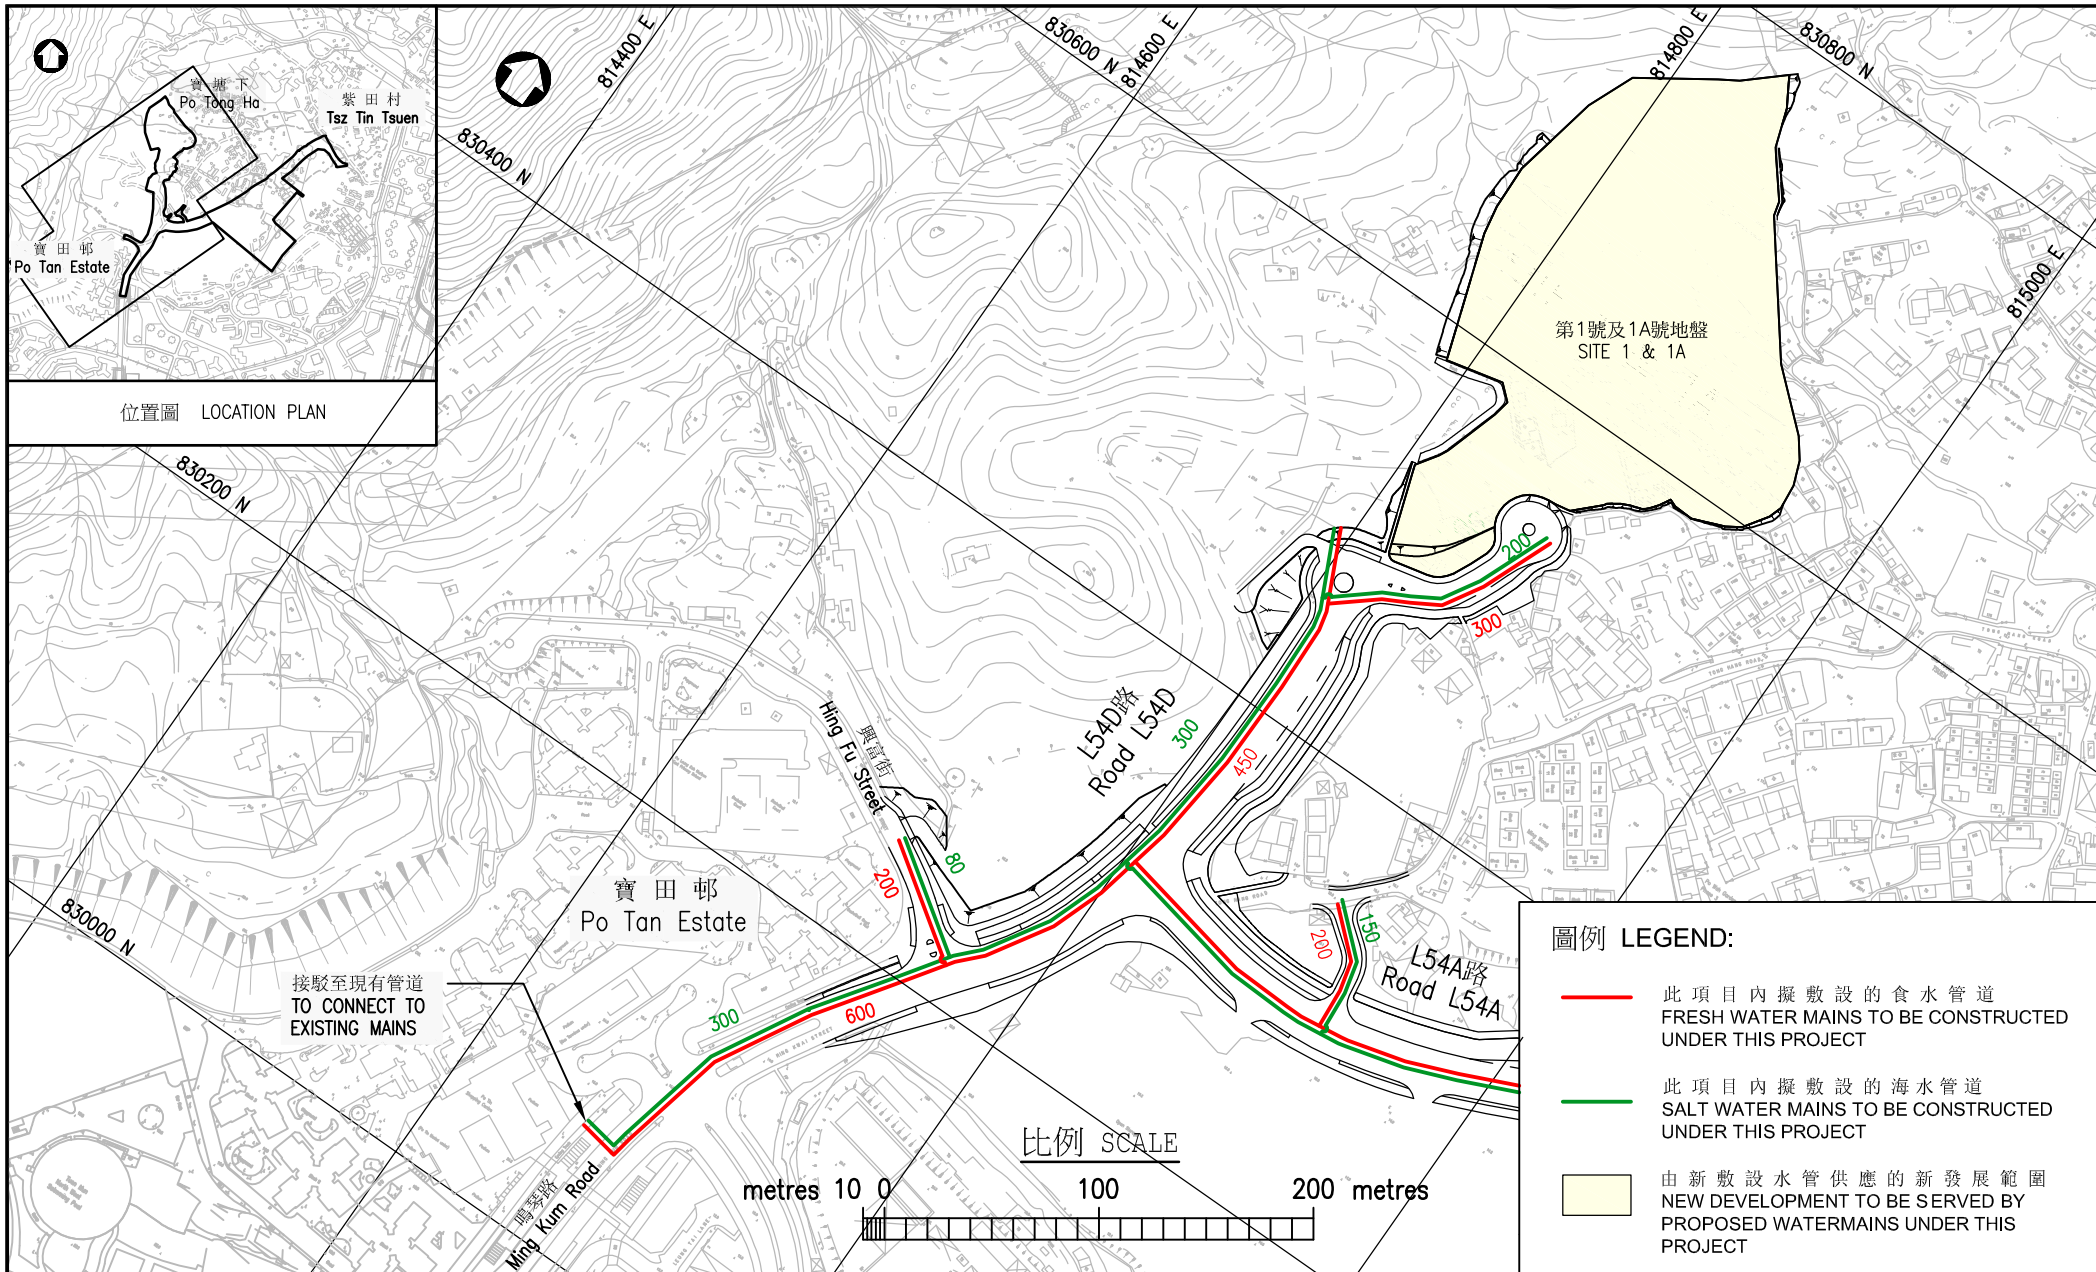 寶 塘 下
Po Tong Ha
紫 田 村
Tsz Tin Tsuen
寶 田 邨
Po Tan Estate
位置圖 LOCATION PLAN
814400 E
830600 N
814600 E
814800 E
830800 N
830400 N
815000 E
830200 N
830000 N
第1號及1A號地盤
SITE 1 & 1A
200
300
L54D路
Road L54D
300
450
興富街
Hing Fu Street
80
200
寶 田 邨
Po Tan Estate
200
150
L54A路
Road L54A
接駁至現有管道
TO CONNECT TO
EXISTING MAINS
300
600
HING KWAI STREET
TONG HANG ROAD
鳴琴路
Ming Kum Road
比例 SCALE
metres 10 0 100 200 metres
圖例 LEGEND:
此 項 目 內 擬 敷 設 的 食 水 管 道
FRESH WATER MAINS TO BE CONSTRUCTED
UNDER THIS PROJECT
此 項 目 內 擬 敷 設 的 海 水 管 道
SALT WATER MAINS TO BE CONSTRUCTED
UNDER THIS PROJECT
由 新 敷 設 水 管 供 應 的 新 發 展 範 圍
NEW DEVELOPMENT TO BE SERVED BY
PROPOSED WATERMAINS UNDER THIS
PROJECT